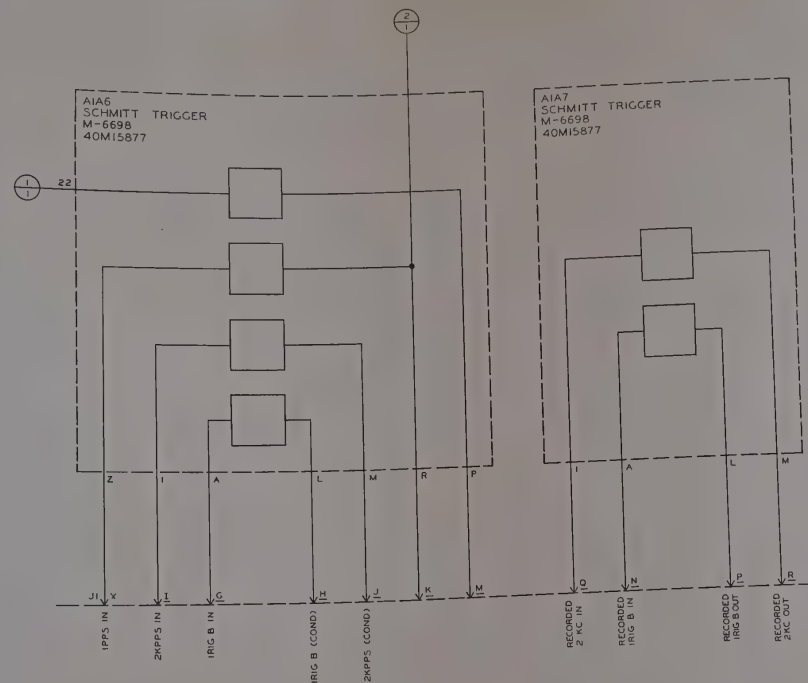 2
1
A1A6
SCHMITT TRIGGER
M-6698
40M15877
A1A7
SCHMITT TRIGGER
M-6698
40M15877
1
1
22
Z I A L M R P
I A L M
J1 X I G H J K M
Q N P R
1PPS IN
2KPPS IN
IRIG B IN
IRIG B (COND)
2KPPS (COND)
RECORDED
2 KC IN
RECORDED
IRIG B IN
RECORDED
IRIG B OUT
RECORDED
2KC OUT